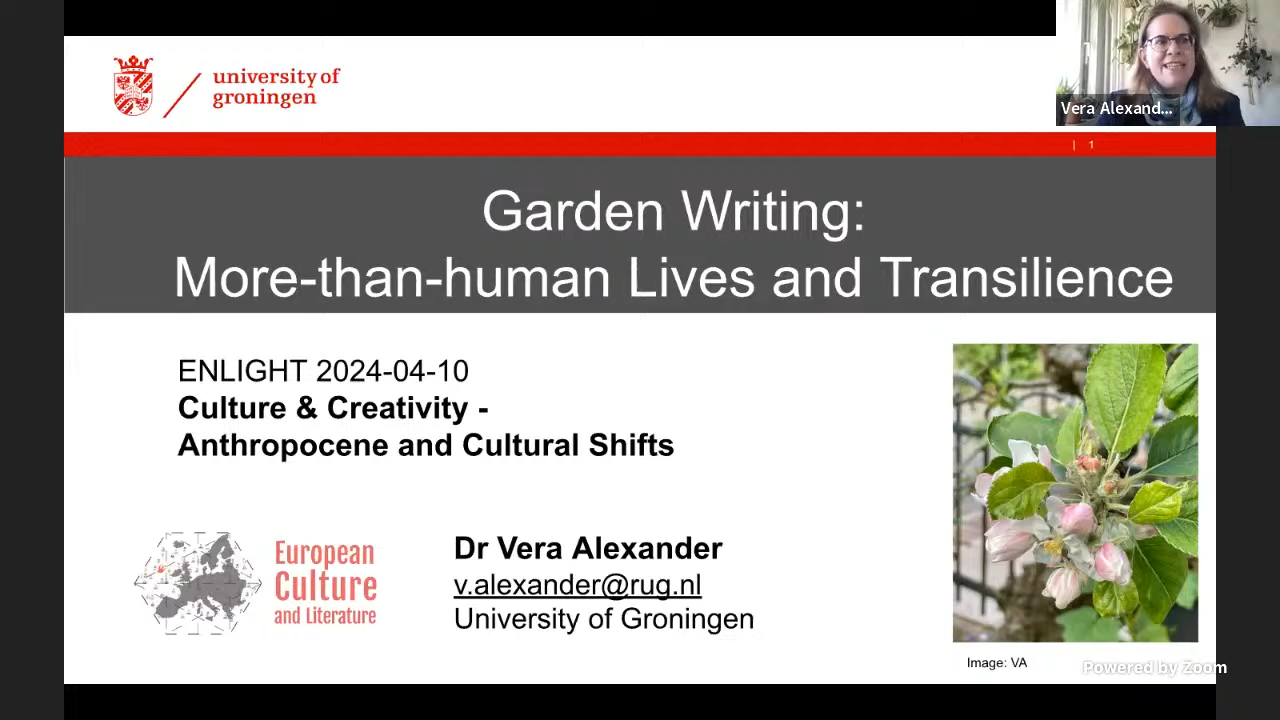 university of
groningen
Vera Alexand...
| 1
Garden Writing:
More-than-human Lives and Transilience
ENLIGHT 2024-04-10
Culture & Creativity -
Anthropocene and Cultural Shifts
European
Culture
and Literature
Dr Vera Alexander
v.alexander@rug.nl
University of Groningen
Image: VA
Powered by Zoom